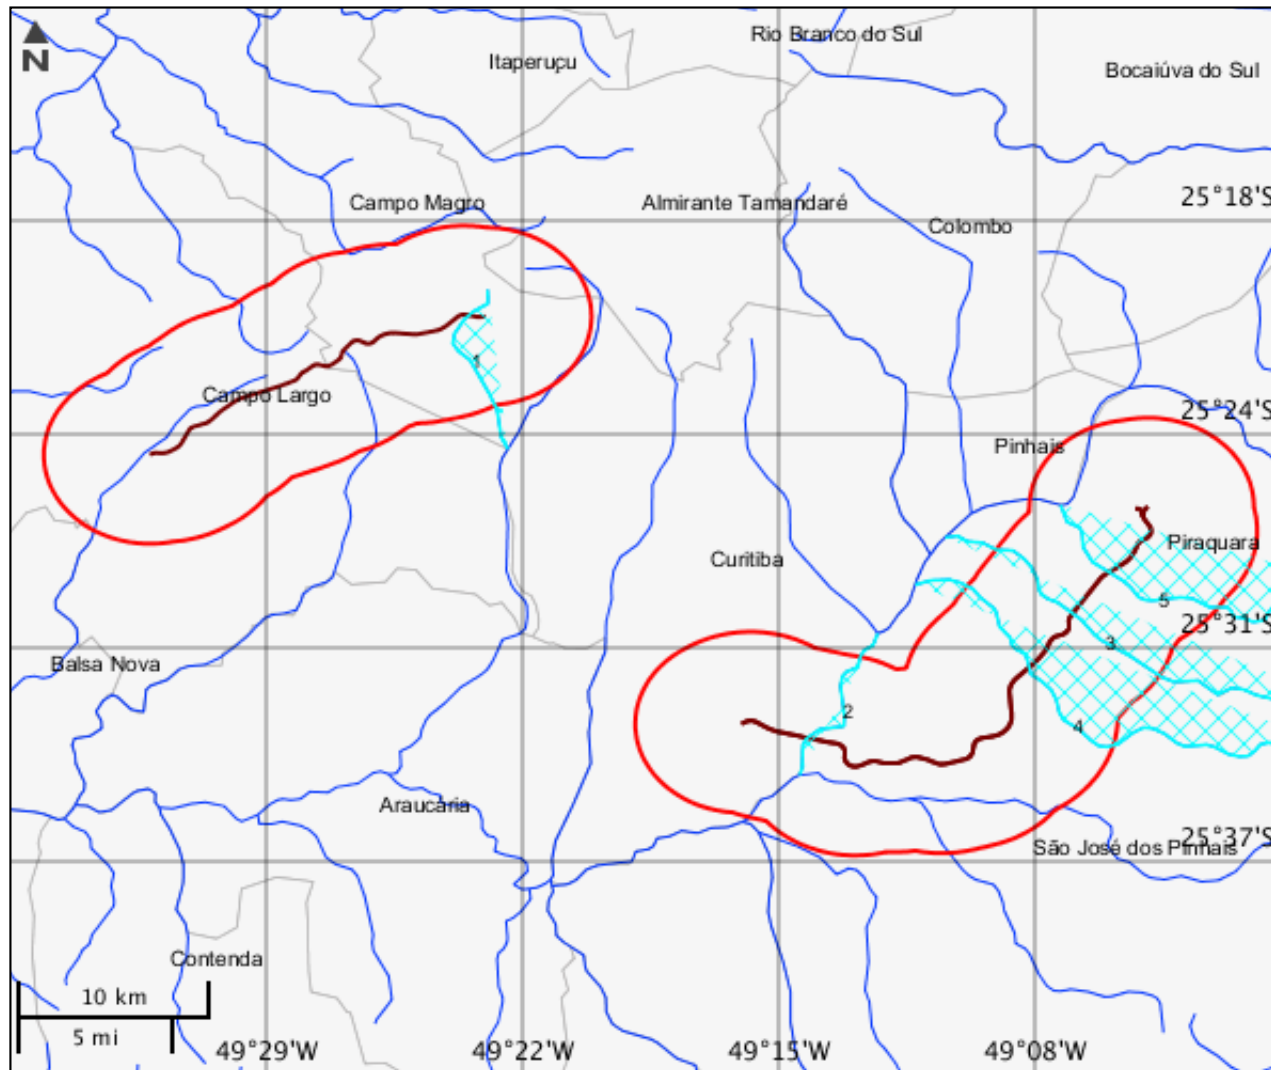 Rio Branco do Sul
N
Itaperuçu
Bocaiúva do Sul
25°18'S
Campo Magro
Almirante Tamandaré
Colombo
1
Campo Largo
25°24'S
Pinhais
Piraquara
Curitiba
5
25°31'S
3
Balsa Nova
2
4
Araucária
25°37'S
São José dos Pinhais
Contenda
10 km
5 mi
49°29'W
49°22'W
49°15'W
49°08'W